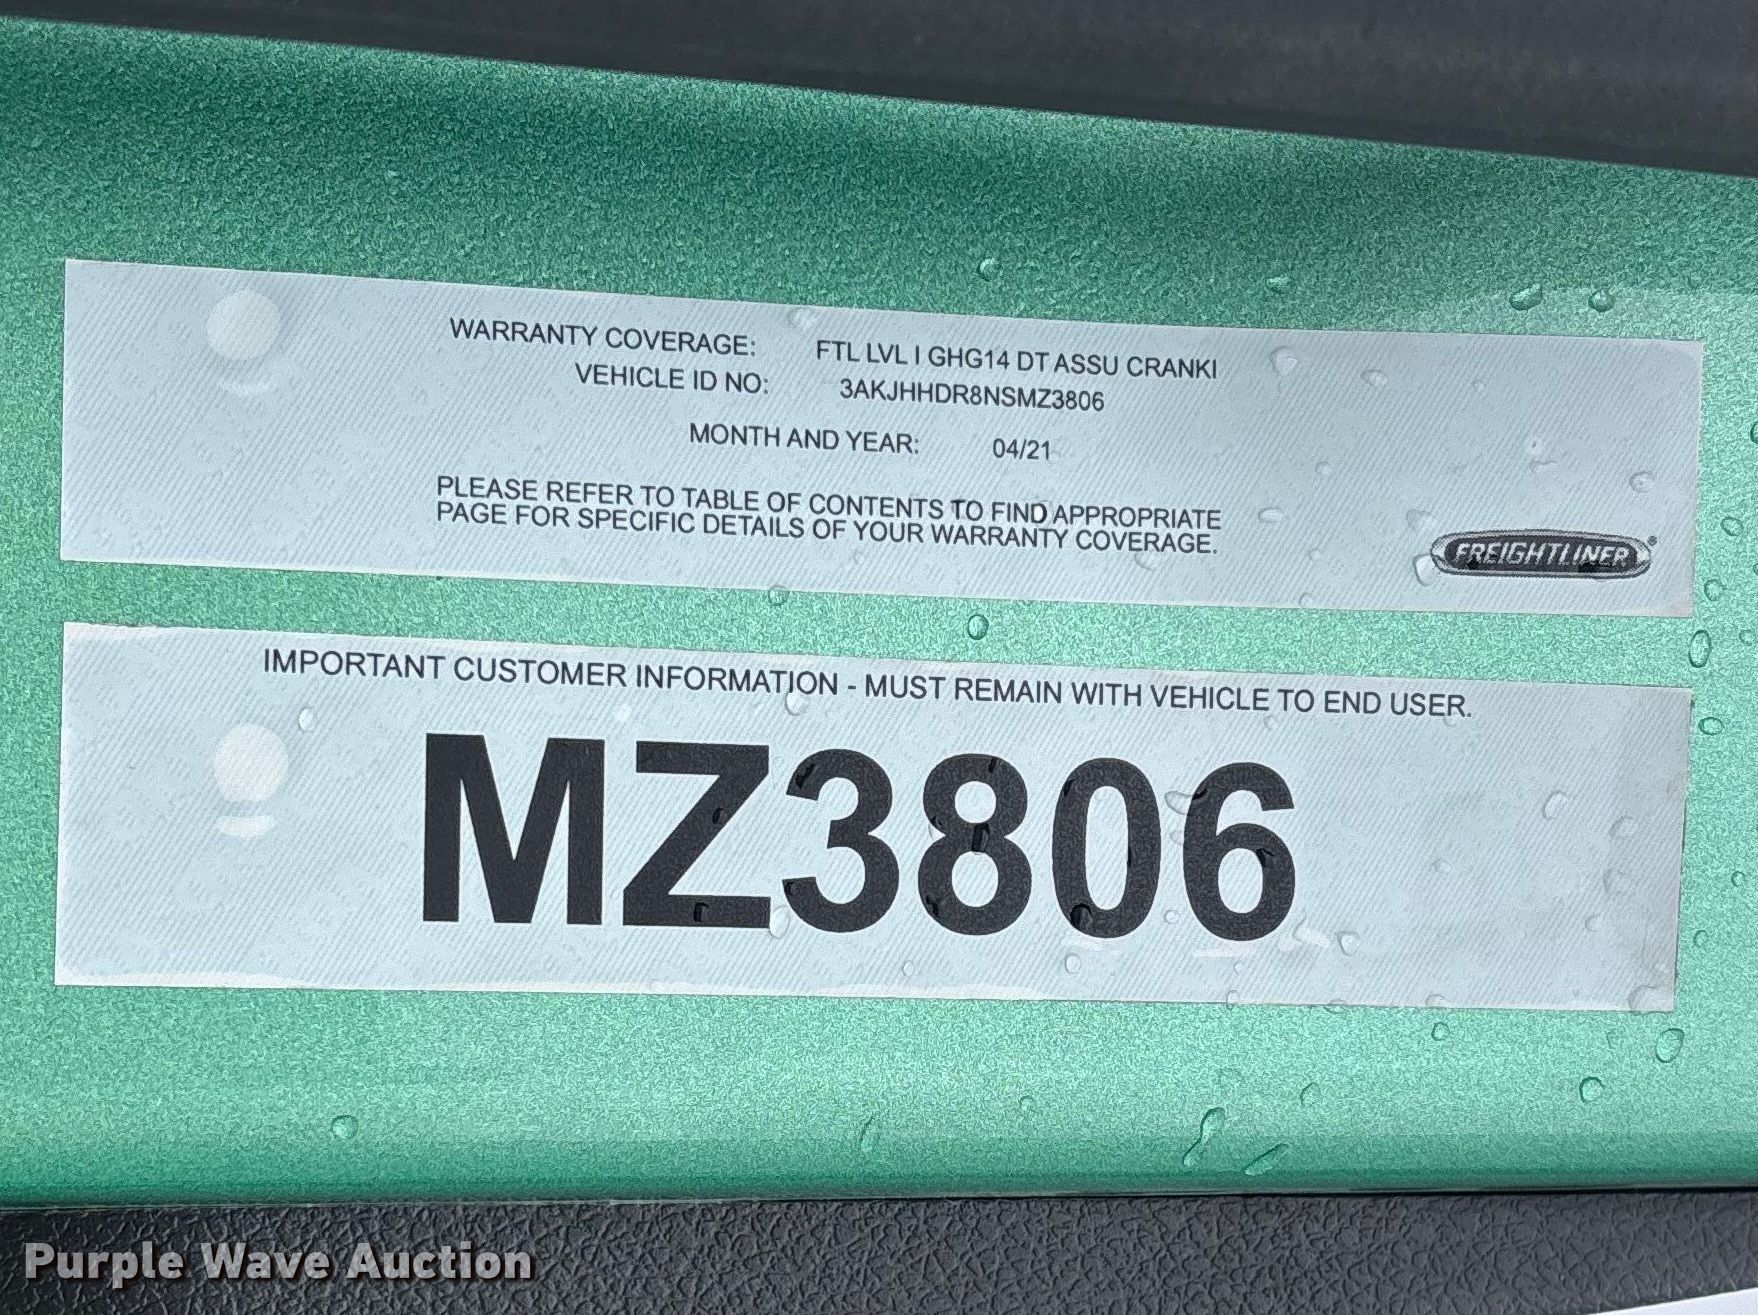 WARRANTY COVERAGE: FTL LVL I GHG14 DT ASSU CRANKI
VEHICLE ID NO: 3AKJHHDR8NSMZ3806
MONTH AND YEAR: 04/21
PLEASE REFER TO TABLE OF CONTENTS TO FIND APPROPRIATE
PAGE FOR SPECIFIC DETAILS OF YOUR WARRANTY COVERAGE.
FREIGHTLINER
IMPORTANT CUSTOMER INFORMATION - MUST REMAIN WITH VEHICLE TO END USER.
MZ3806
Purple Wave Auction